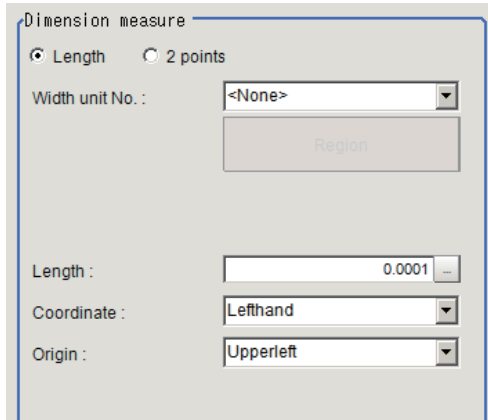 Dimension measure
Length 2 points
Width unit No. : <None>
Region
Length : 0.0001 ...
Coordinate : Lefthand
Origin : Upperleft